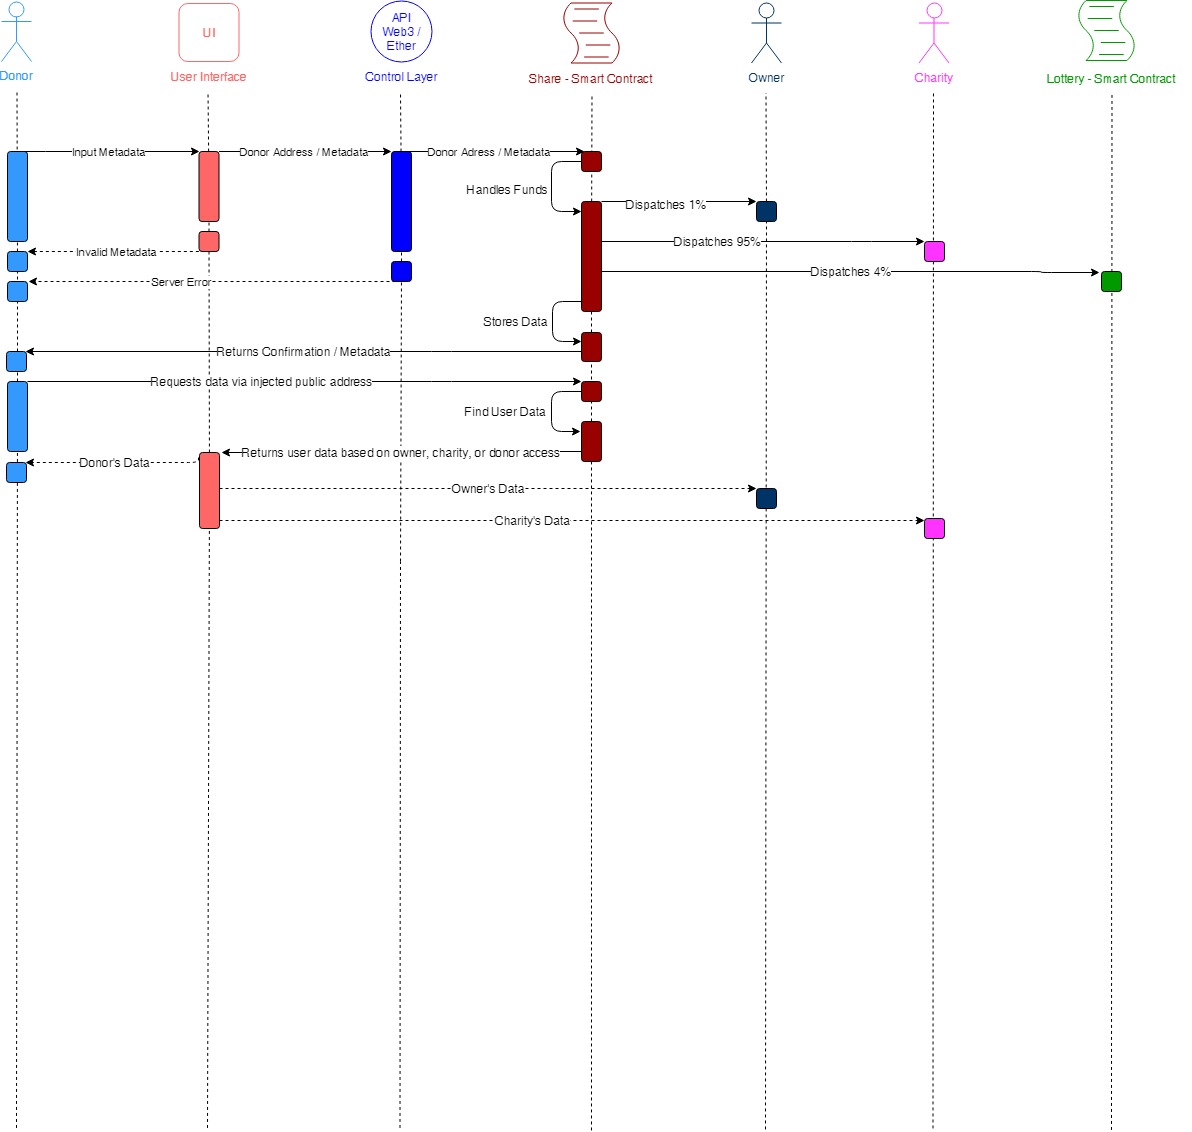 UI
API
Web3 /
Ether
Donor
User Interface
Control Layer
Share - Smart Contract
Owner
Charity
Lottery - Smart Contract
Input Metadata
Donor Address / Metadata
Donor Adress / Metadata
Handles Funds
Dispatches 1%
Dispatches 95%
Invalid Metadata
Dispatches 4%
Server Error
Stores Data
Returns Confirmation / Metadata
Requests data via injected public address
Find User Data
Returns user data based on owner, charity, or donor access
Donor's Data
Owner's Data
Charity's Data